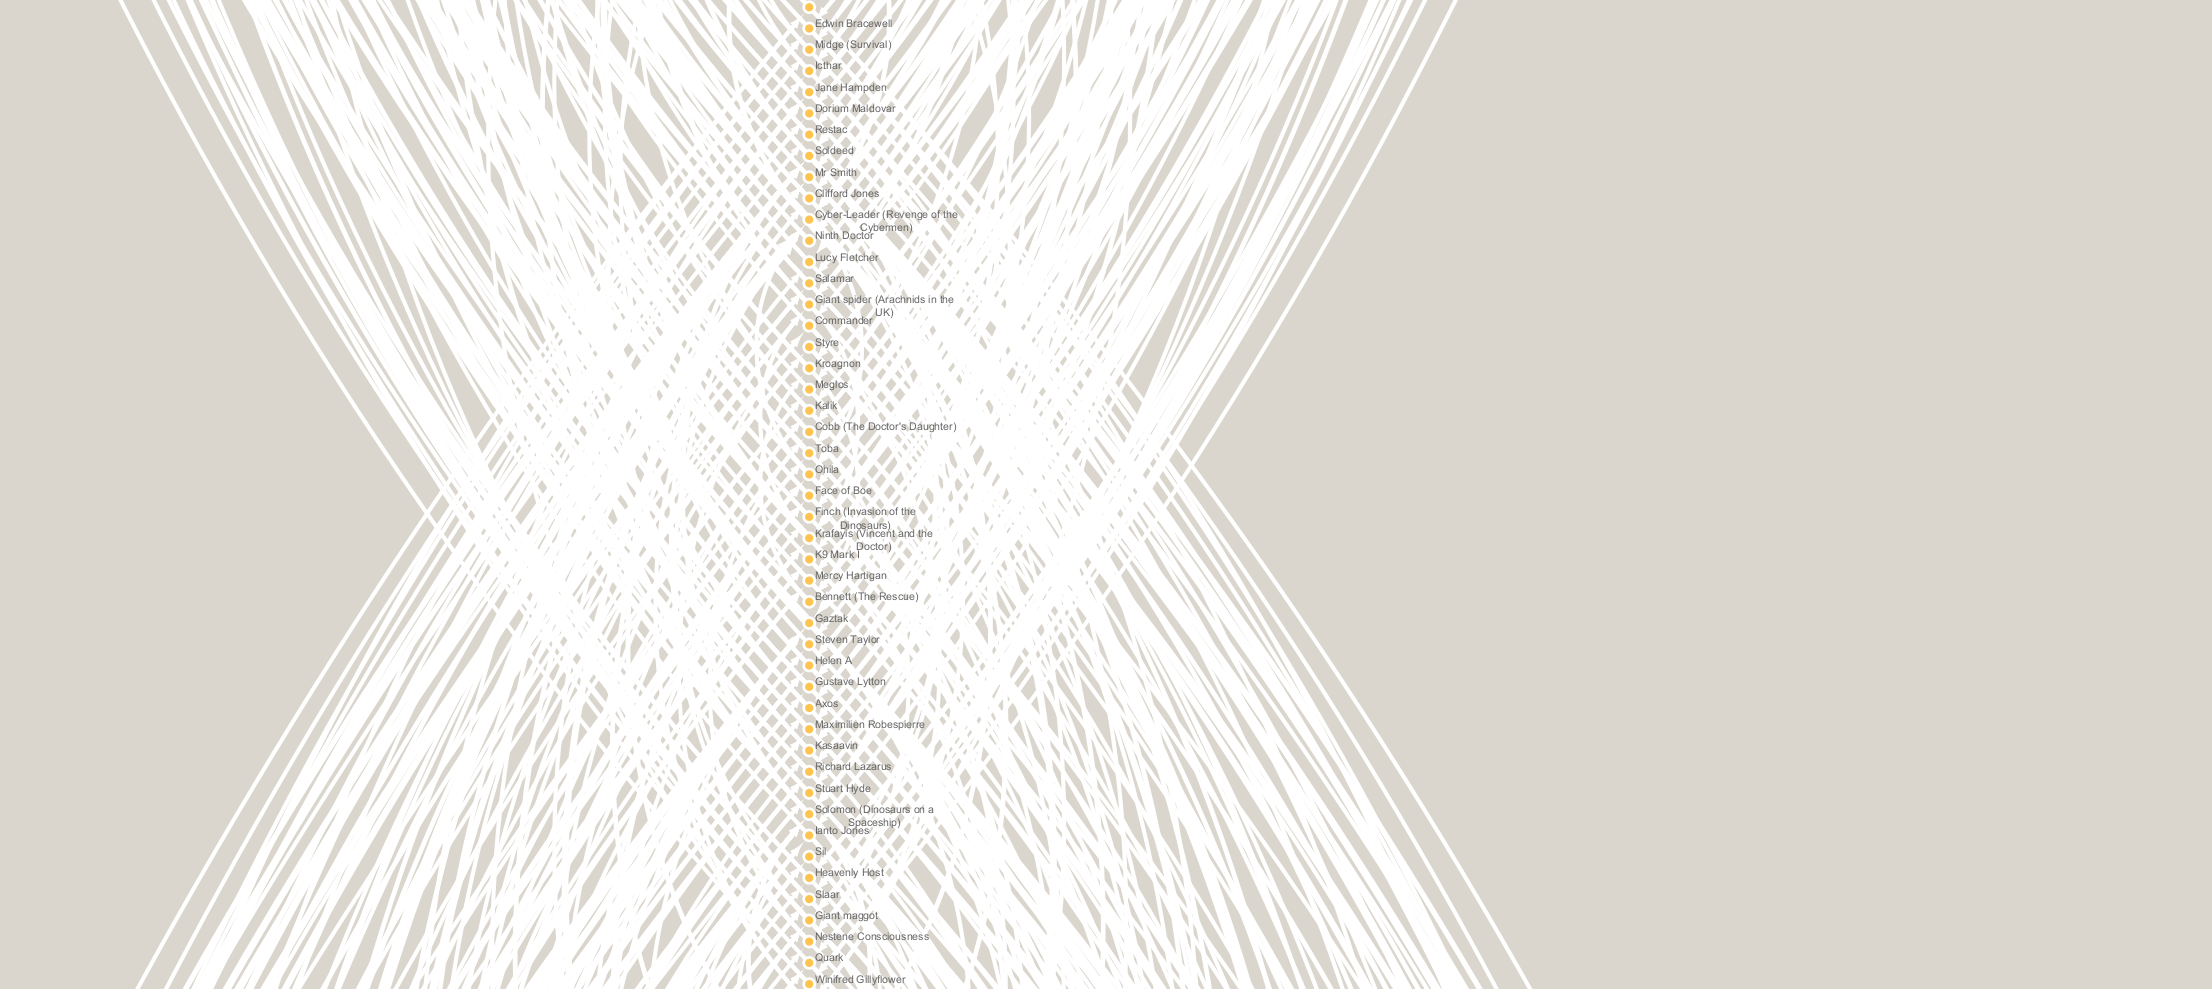 Edwin Bracewell
Midge (Survival)
Icthar
Jane Hampden
Dorium Maldovar
Restac
Soldeed
Mr Smith
Clifford Jones
Cyber-Leader (Revenge of the
Cybermen)
Ninth Doctor
Lucy Fletcher
Salamar
Giant spider (Arachnids in the
UK)
Commander
Styre
Kroagnon
Meglos
Kalik
Cobb (The Doctor's Daughter)
Toba
Ohila
Face of Boe
Finch (Invasion of the
Dinosaurs)
Krafayis (Vincent and the
Doctor)
K9 Mark I
Mercy Hartigan
Bennett (The Rescue)
Gaztak
Steven Taylor
Helen A
Gustave Lytton
Axos
Maximilien Robespierre
Kasaavin
Richard Lazarus
Stuart Hyde
Solomon (Dinosaurs on a
Spaceship)
Ianto Jones
Sil
Heavenly Host
Slaar
Giant maggot
Nestene Consciousness
Quark
Winifred Gillyflower